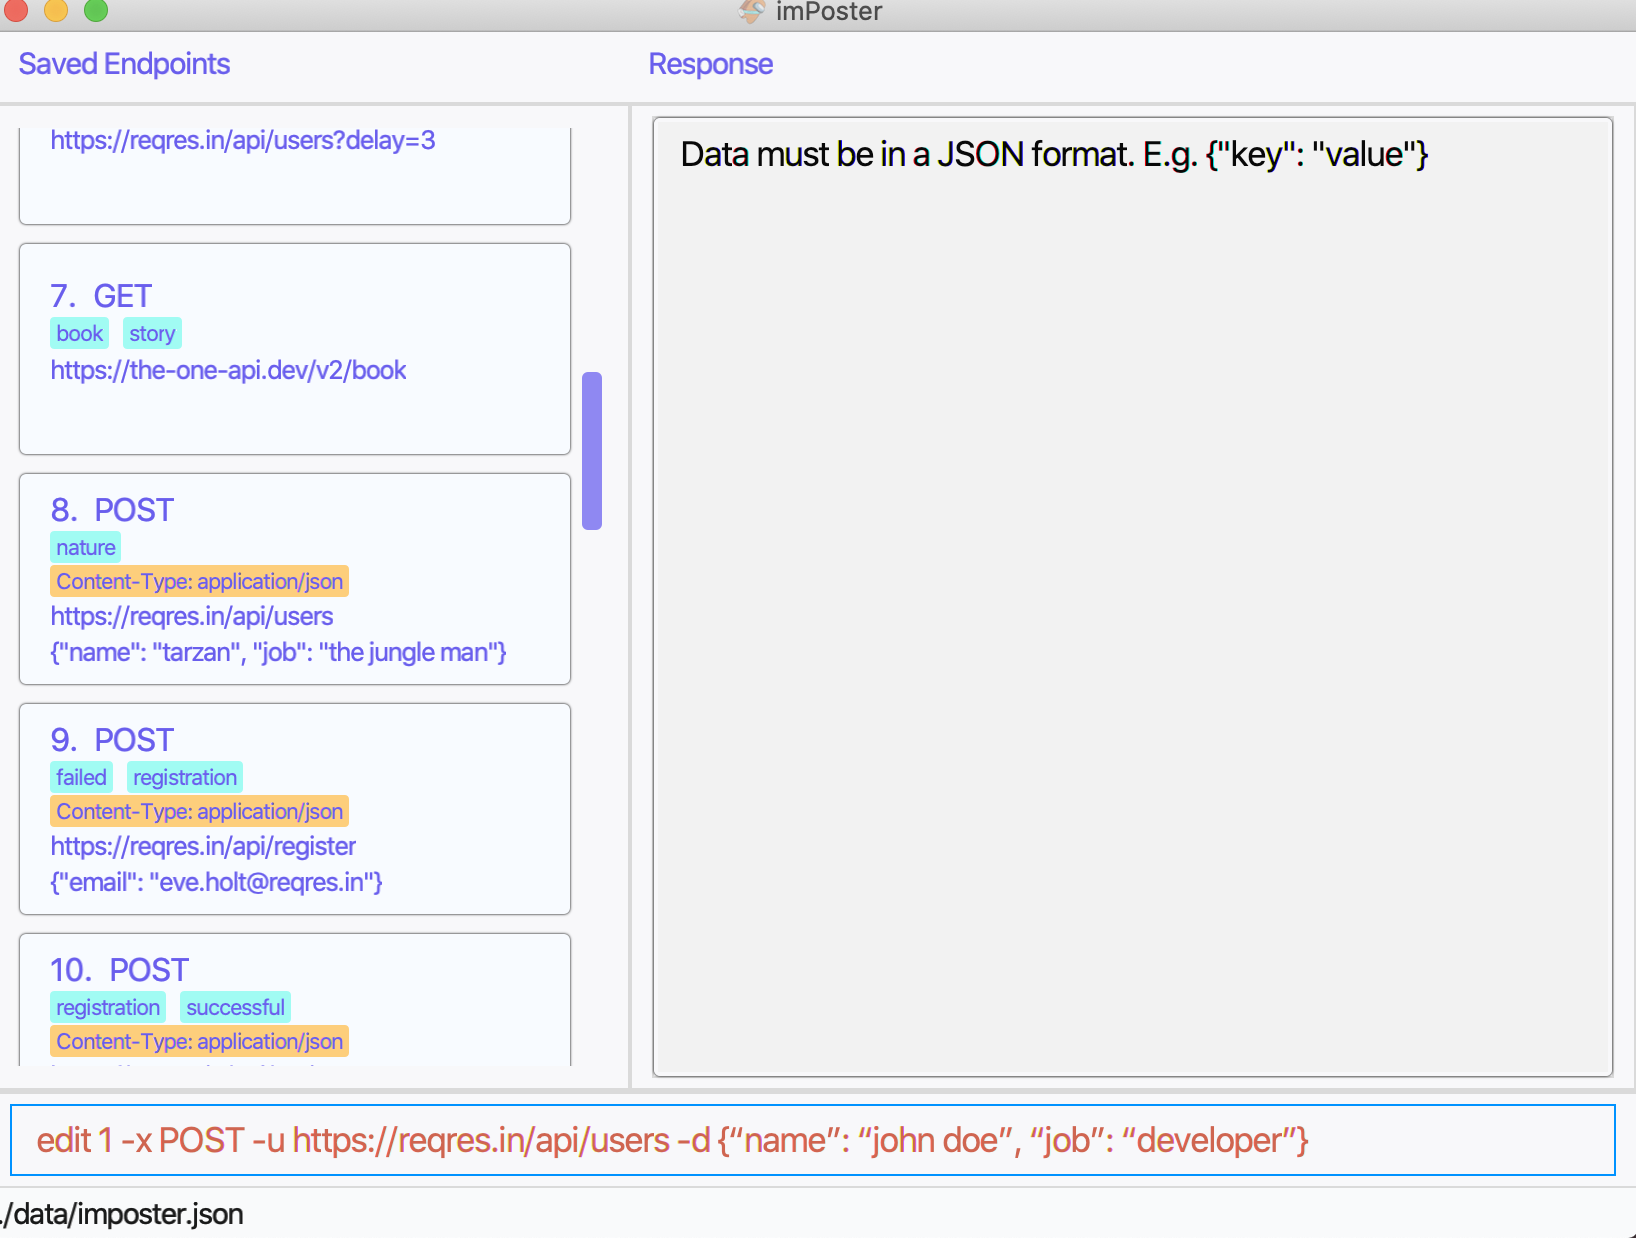 imPoster
Saved Endpoints
Response
https://reqres.in/api/users?delay=3
7. GET
book story
https://the-one-api.dev/v2/book
8. POST
nature
Content-Type: application/json
https://reqres.in/api/users
{"name": "tarzan", "job": "the jungle man"}
9. POST
failed registration
Content-Type: application/json
https://reqres.in/api/register
{"email": "eve.holt@reqres.in"}
10. POST
registration successful
Content-Type: application/json
Data must be in a JSON format. E.g. {"key": "value"}
edit 1 -x POST -u https://reqres.in/api/users -d {“name”: “john doe”, “job”: “developer”}
./data/imposter.json